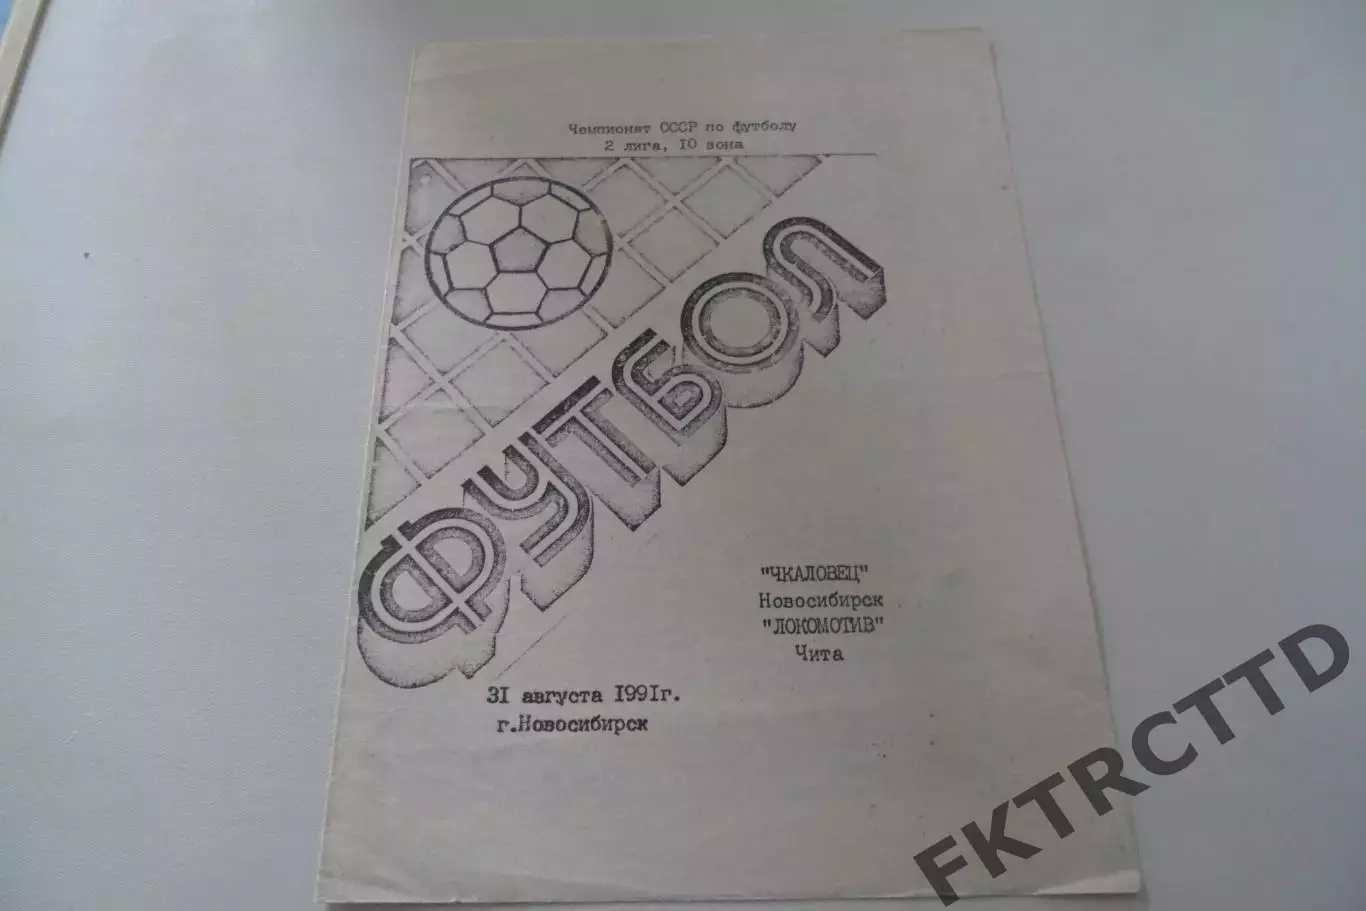 Чемпионат СССР по футболу
2 лига, 10 зона
ФУТБОЛ
"ЧКАЛОВЕЦ"
Новосибирск
"ЛОКОМОТИВ"
Чита
31 августа 1991г.
г.Новосибирск
FKTRCTTD